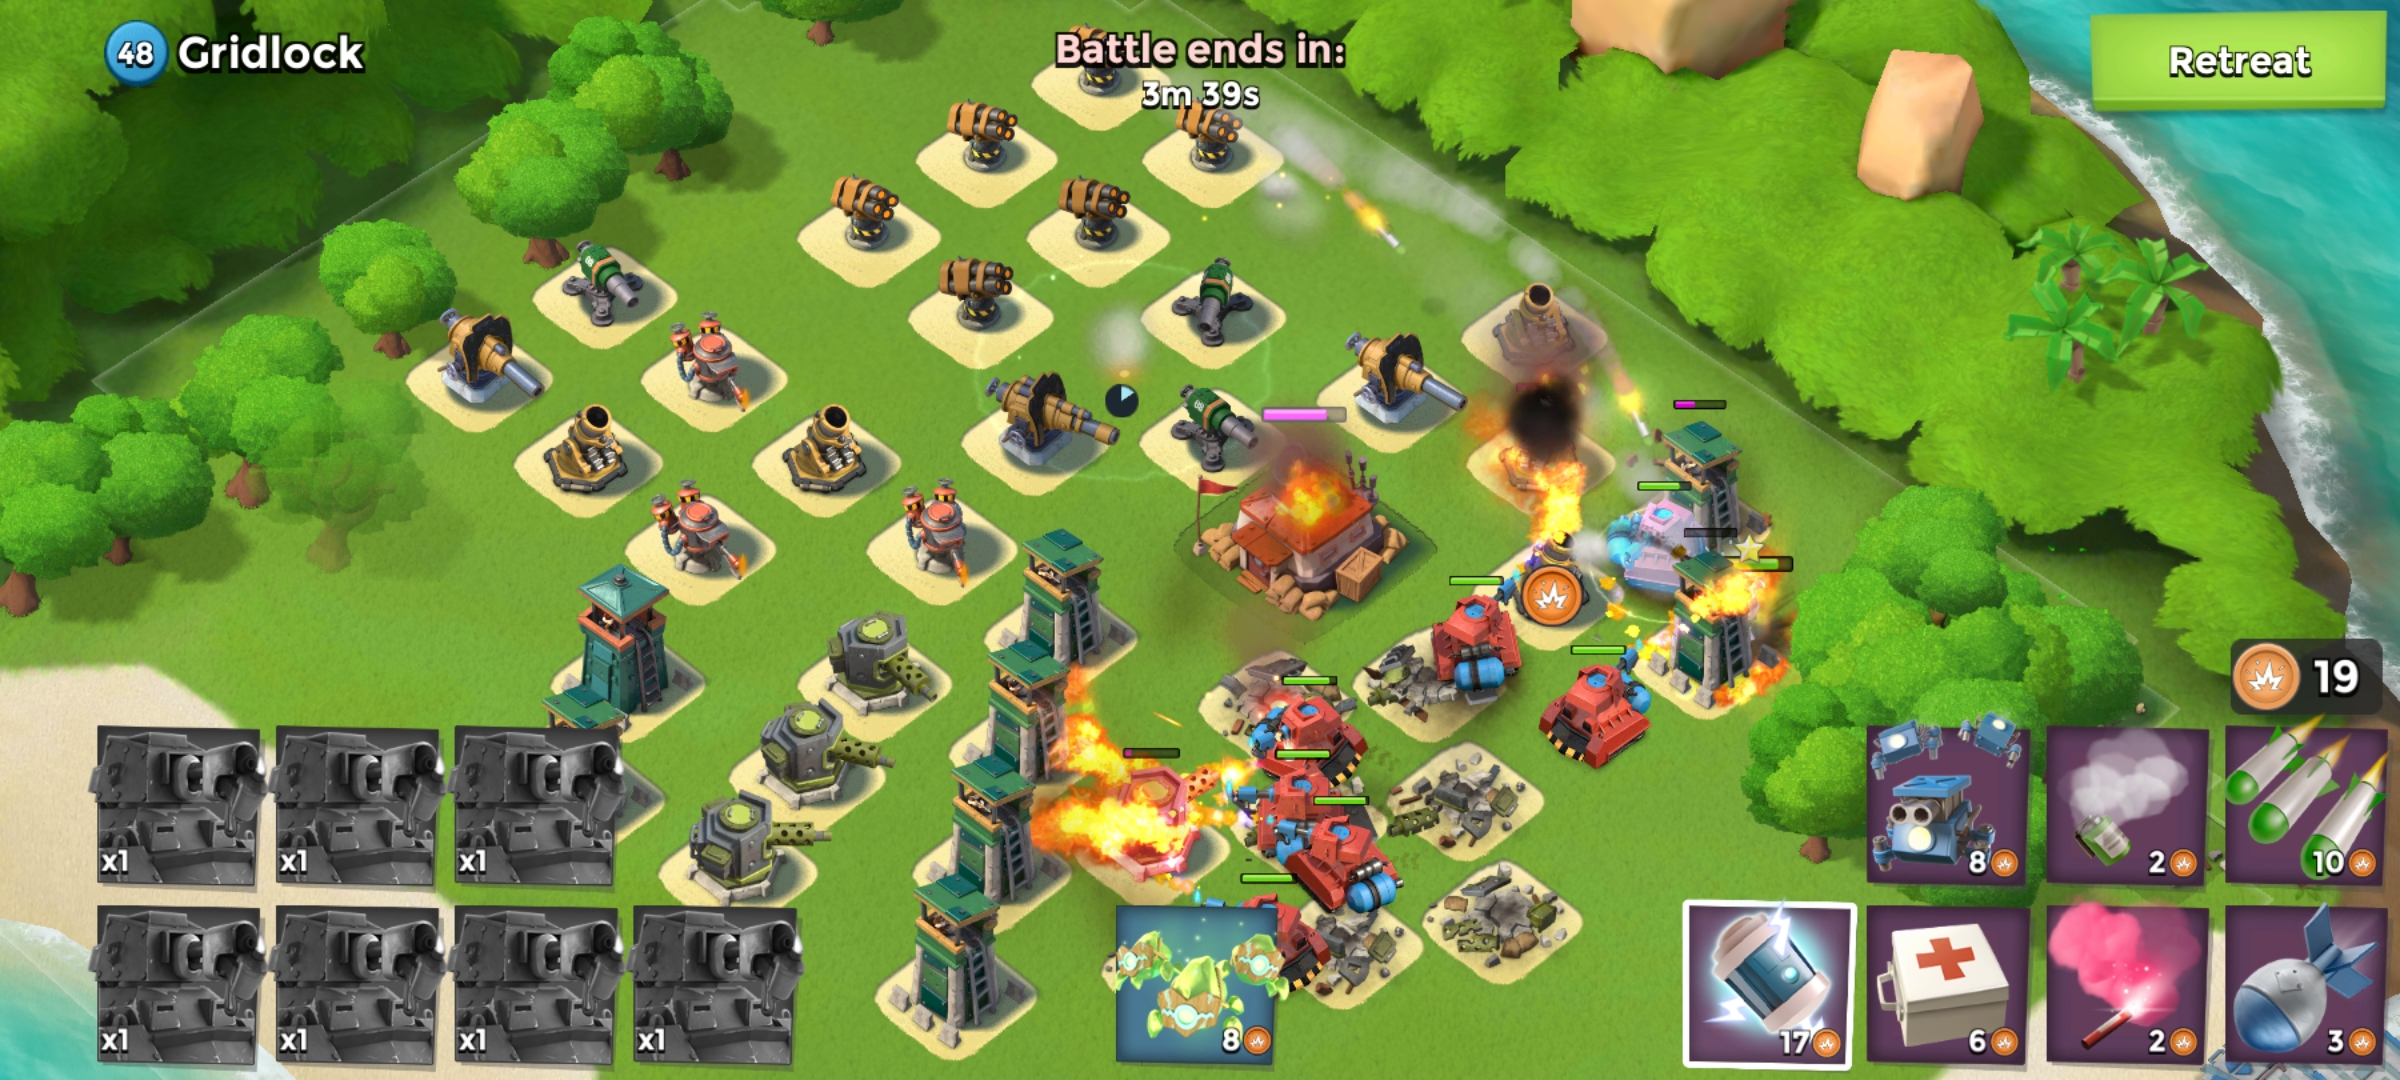 48 Gridlock
Battle ends in:
3m 39s
Retreat
19
x1
x1
x1
8
2
10
x1
x1
x1
x1
8
17
6
2
3